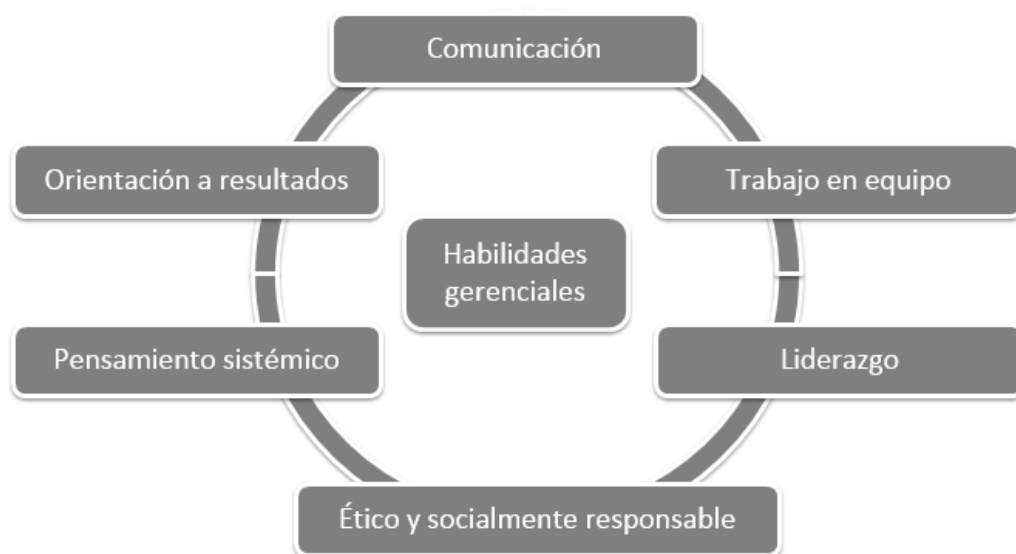 Comunicación
Orientación a resultados
Trabajo en equipo
Habilidades
gerenciales
Pensamiento sistémico
Liderazgo
Ético y socialmente responsable